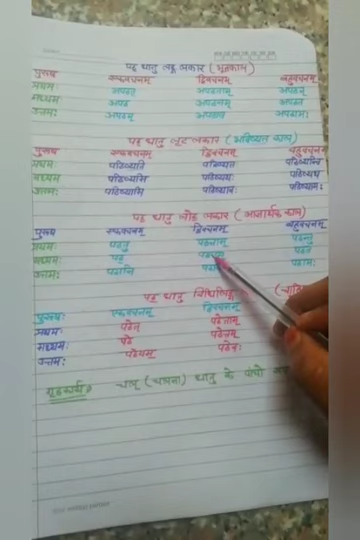 पठ धातु लङ् लकार (भूतकाल)
पुरुष एकवचनम् द्विवचनम् बहुवचनम्
प्रथमः अपठत् अपठताम् अपठन्
मध्यमः अपठः अपठतम् अपठत
उत्तमः अपठम् अपठाव अपठामः
पठ धातु लृट लकार (भविष्यत काल)
पुरुष एकवचनम् द्विवचनम् बहुवचनम्
प्रथमः पठिष्यति पठिष्यतः पठिष्यन्ति
मध्यमः पठिष्यसि पठिष्यथः पठिष्यथ
उत्तमः पठिष्यामि पठिष्यावः पठिष्यामः
पठ धातु लोट् लकार (आज्ञार्थक काल)
पुरुष एकवचनम् द्विवचनम् बहुवचनम्
प्रथमः पठतु पठताम् पठन्तु
मध्यमः पठ पठतम् पठत
उत्तमः पठानि पठामः
पठ धातु विधिलिङ्
पुरुषः एकवचनम् द्विवचनम्
प्रथमः पठेत् पठेताम्
मध्यमः पठेः पठेतम्
उत्तमः पठेयम् पठेव
गृहकार्य चल् (चलना) धातु के पांचो